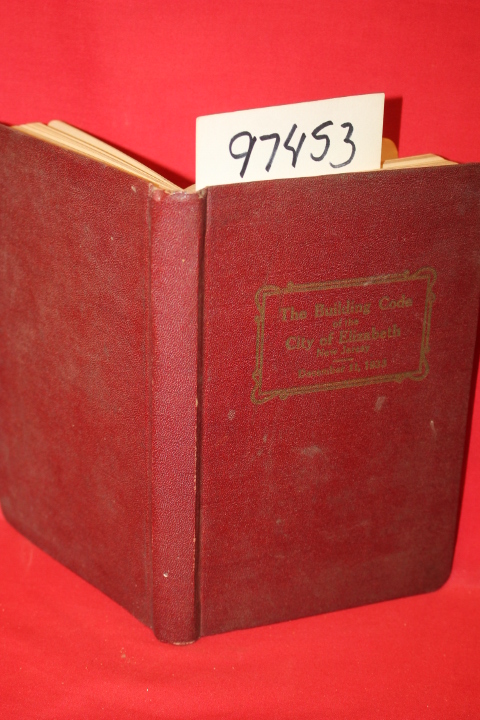 97453
The Building Code
of the
City of Elizabeth
New Jersey
December